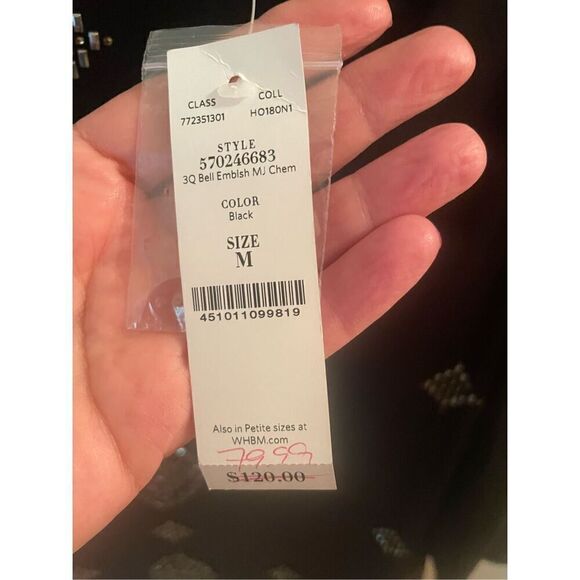 CLASS COLL
772351301 HO180N1
STYLE
570246683
3Q Bell Emblsh MJ Chem
COLOR
Black
SIZE
M
451011099819
Also in Petite sizes at
WHBM.com
79.99
$120.00